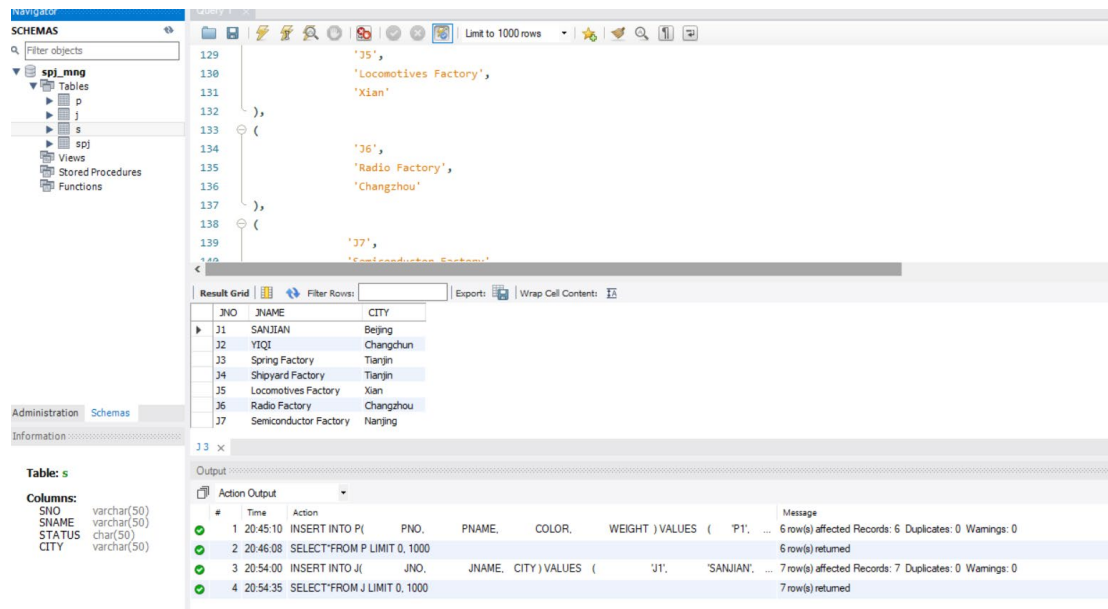 Navigator
Query 1
SCHEMAS
Filter objects
spj_mng
Tables
p
j
s
spj
Views
Stored Procedures
Functions
Limit to 1000 rows
129 'J5',
130 'Locomotives Factory',
131 'Xian'
132 ),
133 (
134 'J6',
135 'Radio Factory',
136 'Changzhou'
137 ),
138 (
139 'J7',
140 'Semiconductor Factory'
Result Grid Filter Rows: Export: Wrap Cell Content:
JNO JNAME CITY
J1 SANJIAN Beijing
J2 YIQI Changchun
J3 Spring Factory Tianjin
J4 Shipyard Factory Tianjin
J5 Locomotives Factory Xian
J6 Radio Factory Changzhou
J7 Semiconductor Factory Nanjing
J 3
Administration Schemas
Information
Table: s
Columns:
SNO varchar(50)
SNAME varchar(50)
STATUS char(50)
CITY varchar(50)
Output
Action Output
# Time Action Message
1 20:45:10 INSERT INTO P( PNO, PNAME, COLOR, WEIGHT ) VALUES ( 'P1', ... 6 row(s) affected Records: 6 Duplicates: 0 Warnings: 0
2 20:46:08 SELECT*FROM P LIMIT 0, 1000 6 row(s) returned
3 20:54:00 INSERT INTO J( JNO, JNAME, CITY ) VALUES ( 'J1', 'SANJIAN', ... 7 row(s) affected Records: 7 Duplicates: 0 Warnings: 0
4 20:54:35 SELECT*FROM J LIMIT 0, 1000 7 row(s) returned